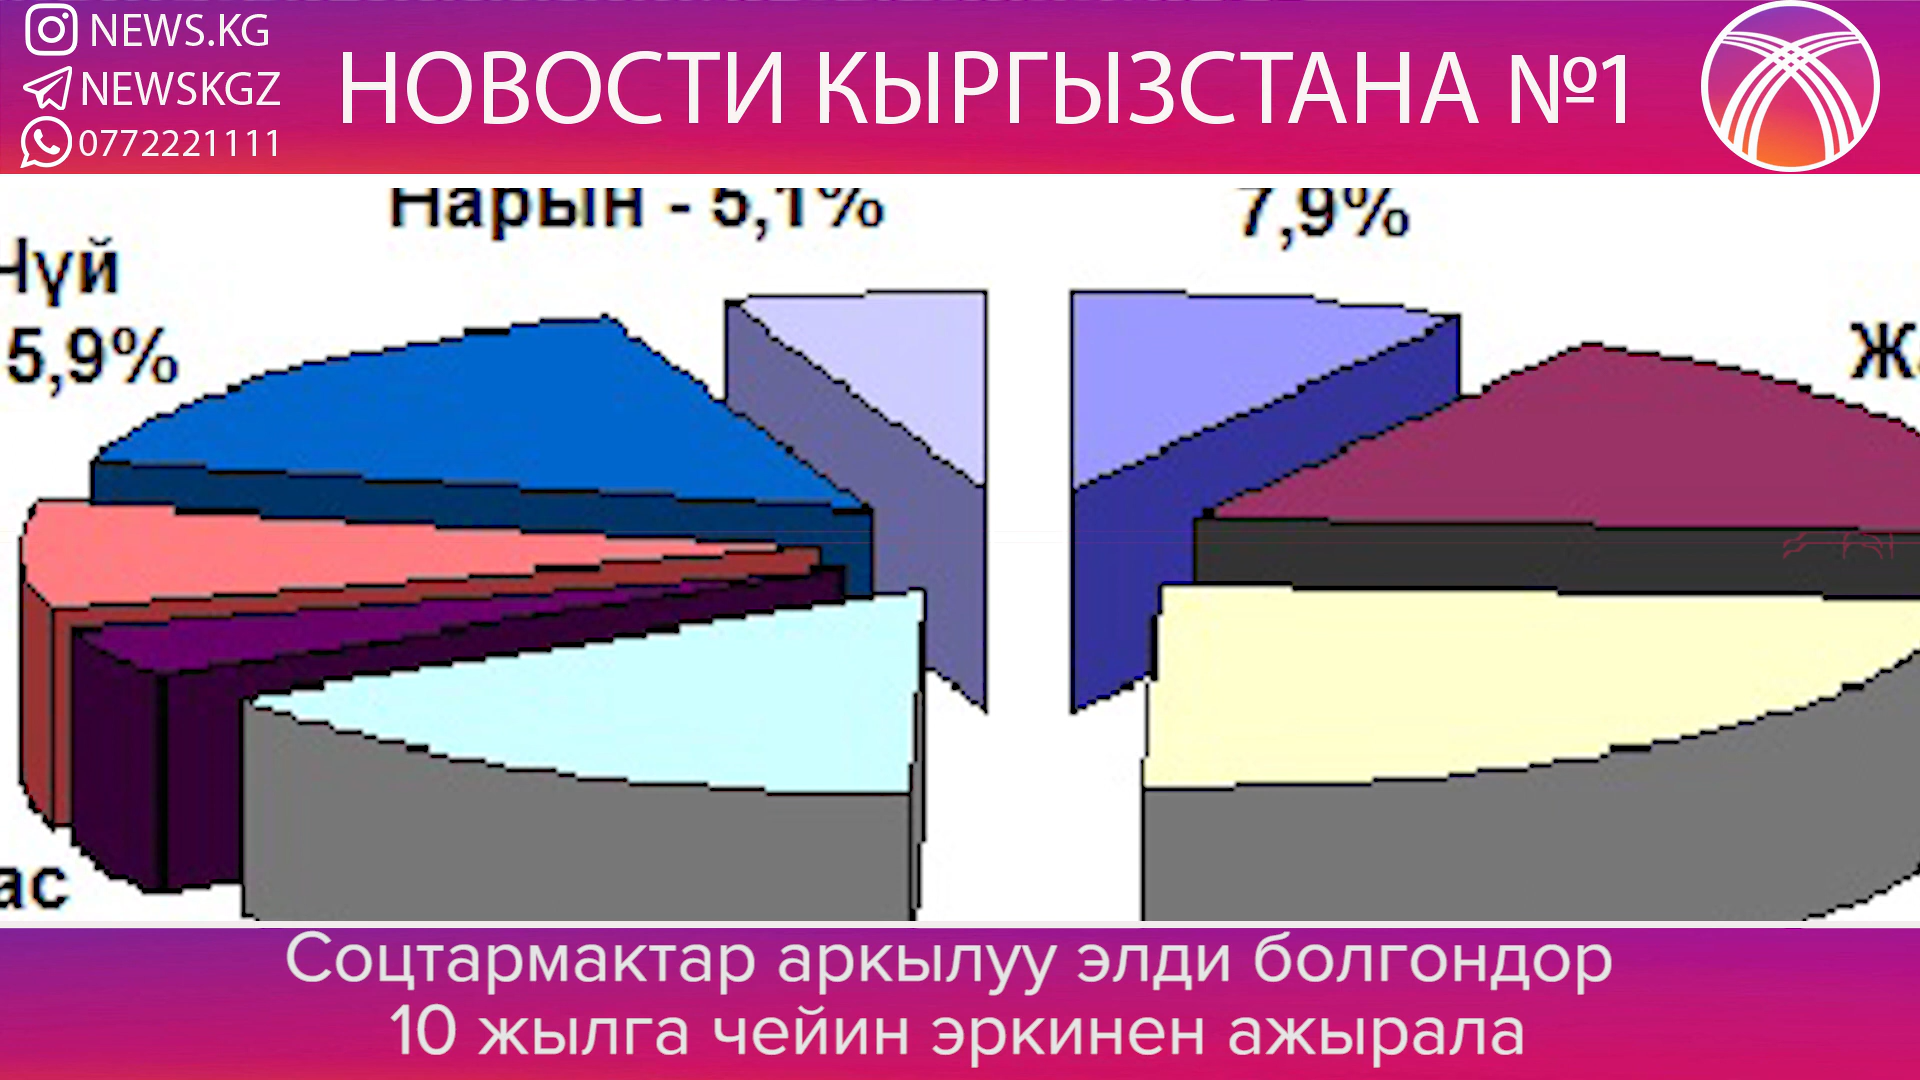 NEWS.KG
NEWSKGZ
0772221111
НОВОСТИ КЫРГЫЗСТАНА №1
Нарын - 5,1%
7,9%
Чүй
5,9%
Соцтармактар аркылуу элди болгондор
10 жылга чейин эркинен ажырала